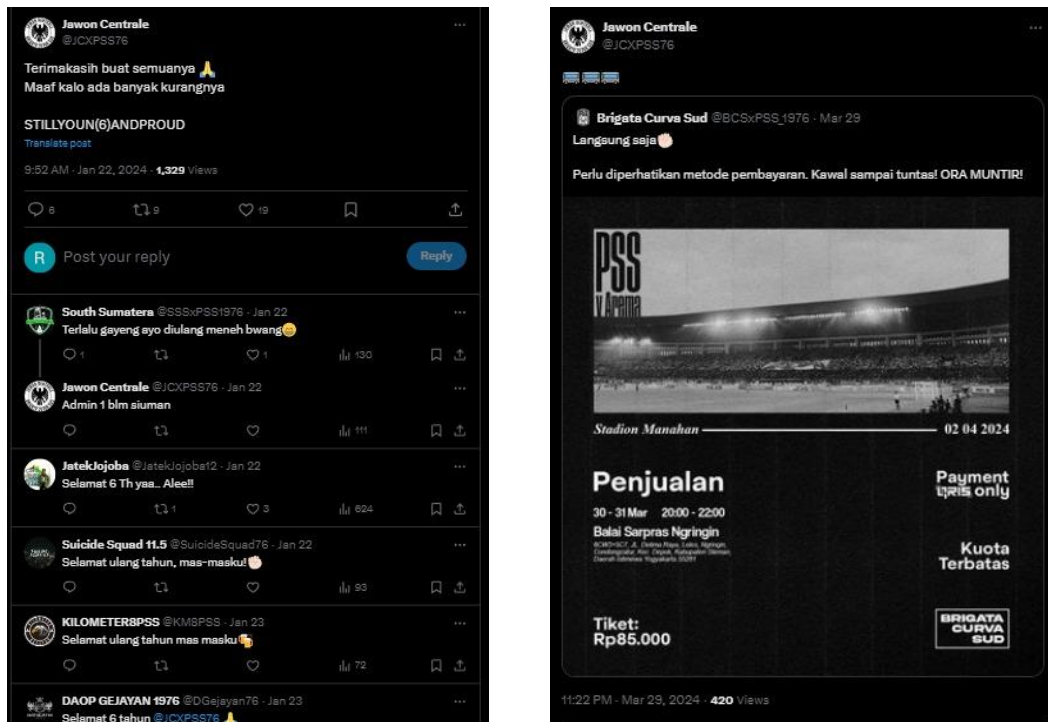 Jawon Centrale
@JCXPSS76
Terimakasih buat semuanya 🙏
Maaf kalo ada banyak kurangnya
STILLYOUN(6)ANDPROUD
Translate post
9:52 AM · Jan 22, 2024 · 1,329 Views
6 9 19
R Post your reply Reply
South Sumatera @SSSxPSS1976 · Jan 22
Terlalu gayeng ayo diulang meneh bwang😄
1 1 130
Jawon Centrale @JCXPSS76 · Jan 22
Admin 1 blm siuman
111
JatekJojoba @JatekJojoba12 · Jan 22
Selamat 6 Th yaa.. Alee!!
1 3 624
Suicide Squad 11.5 @SuicideSquad76 · Jan 22
Selamat ulang tahun, mas-masku!✊🏻
93
KILOMETER8PSS @KM8PSS · Jan 23
Selamat ulang tahun mas masku🍻
72
DAOP GEJAYAN 1976 @DGejayan76 · Jan 23
Selamat 6 tahun @JCXPSS76 🙏
Jawon Centrale
@JCXPSS76
🚌🚌🚌
Brigata Curva Sud @BCSxPSS_1976 · Mar 29
Langsung saja✊🏻
Perlu diperhatikan metode pembayaran. Kawal sampai tuntas! ORA MUNTIR!
PSS
v Arema
Stadion Manahan 02 04 2024
Penjualan
30 - 31 Mar 20:00 - 22:00
Balai Sarpras Ngringin
Daerah Istimewa Yogyakarta 55281
Payment
QRIS only
Kuota
Terbatas
Tiket:
Rp85.000
BRIGATA
CURVA
SUD
11:22 PM · Mar 29, 2024 · 420 Views